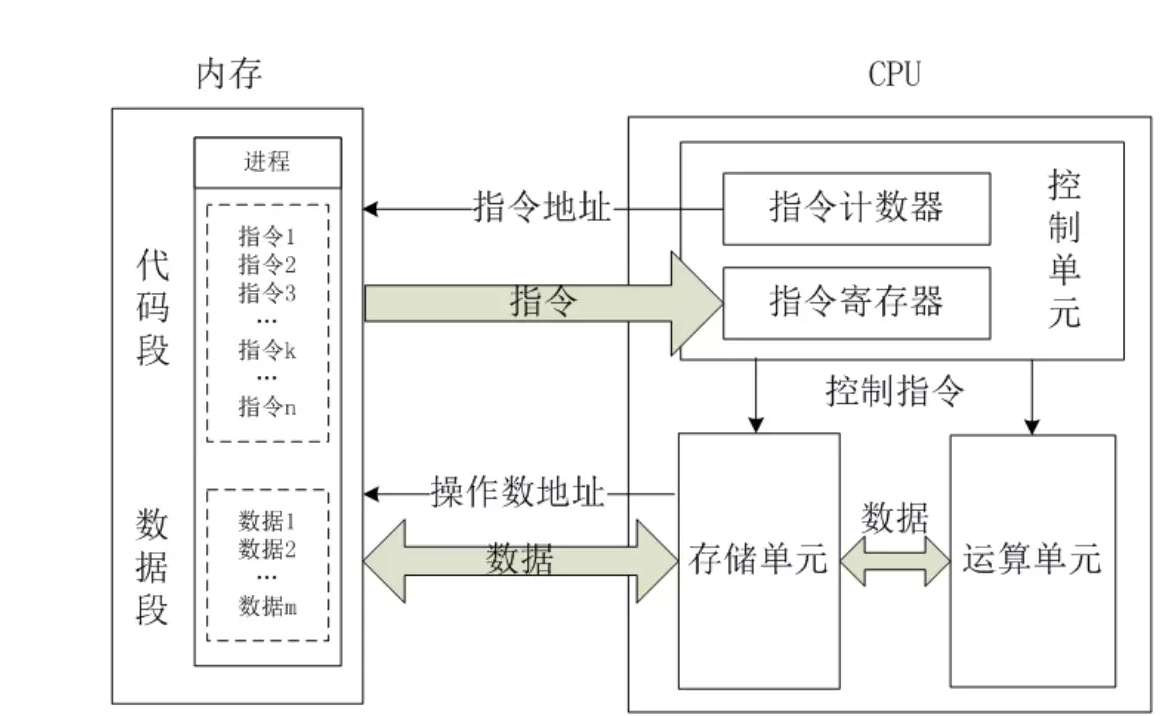 内存
CPU
进程
指令1
指令2
指令3
…
指令k
…
指令n
代码段
数据1
数据2
…
数据m
数据段
指令地址
指令
操作数地址
数据
指令计数器
指令寄存器
控制单元
控制指令
存储单元
数据
运算单元